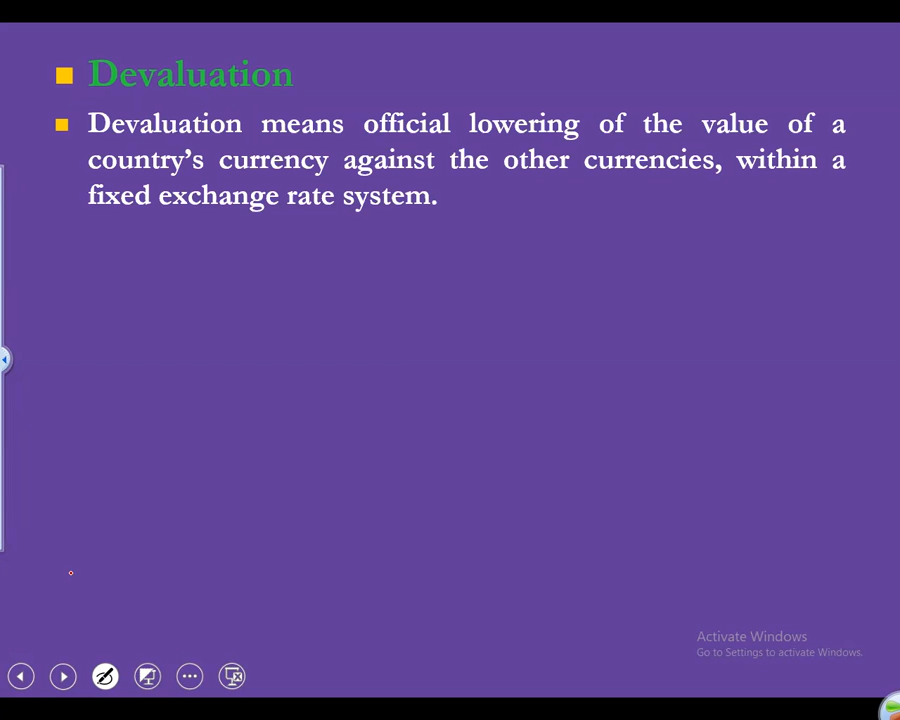 Devaluation
Devaluation means official lowering of the value of a
country’s currency against the other currencies, within a
fixed exchange rate system.
Activate Windows
Go to Settings to activate Windows.